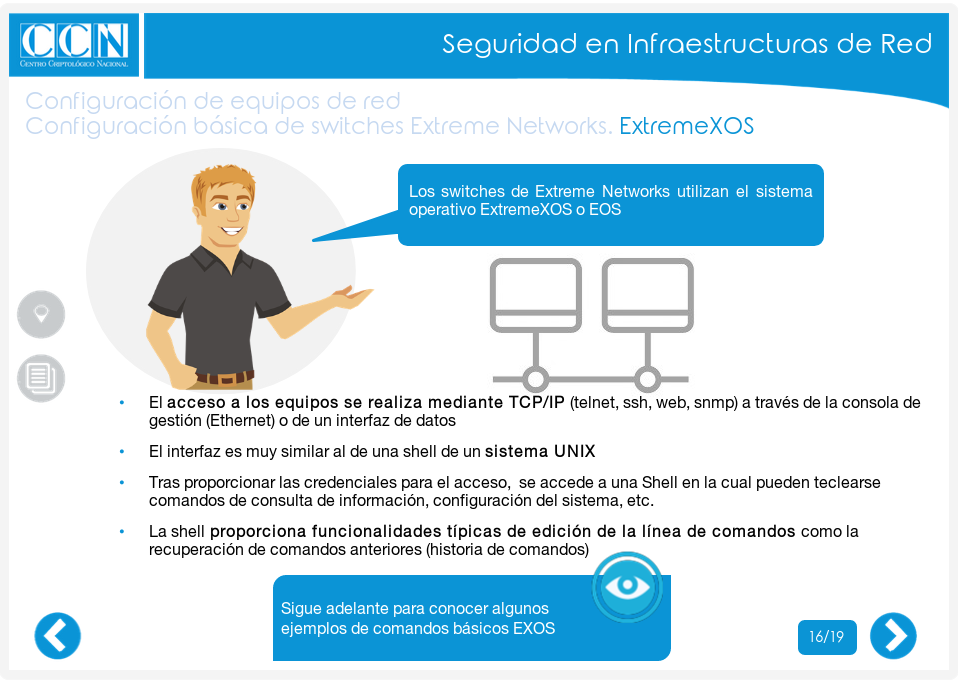 CCN
CENTRO CRIPTOLÓGICO NACIONAL
Seguridad en Infraestructuras de Red
Configuración de equipos de red
Configuración básica de switches Extreme Networks. ExtremeXOS
Los switches de Extreme Networks utilizan el sistema
operativo ExtremeXOS o EOS
• El acceso a los equipos se realiza mediante TCP/IP (telnet, ssh, web, snmp) a través de la consola de
gestión (Ethernet) o de un interfaz de datos
• El interfaz es muy similar al de una shell de un sistema UNIX
• Tras proporcionar las credenciales para el acceso, se accede a una Shell en la cual pueden teclearse
comandos de consulta de información, configuración del sistema, etc.
• La shell proporciona funcionalidades típicas de edición de la línea de comandos como la
recuperación de comandos anteriores (historia de comandos)
Sigue adelante para conocer algunos
ejemplos de comandos básicos EXOS
16/19